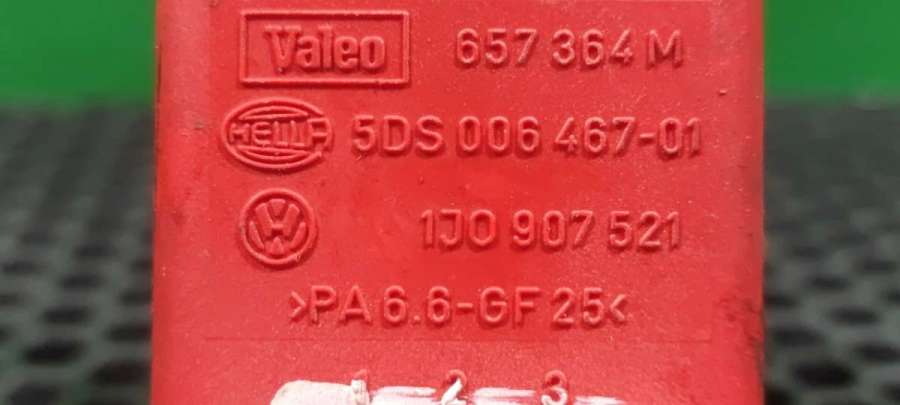 Valeo 657 364 M
HELLA 5DS 006 467-01
VW 1J0 907 521
>PA 6.6-GF 25<
1 2 3